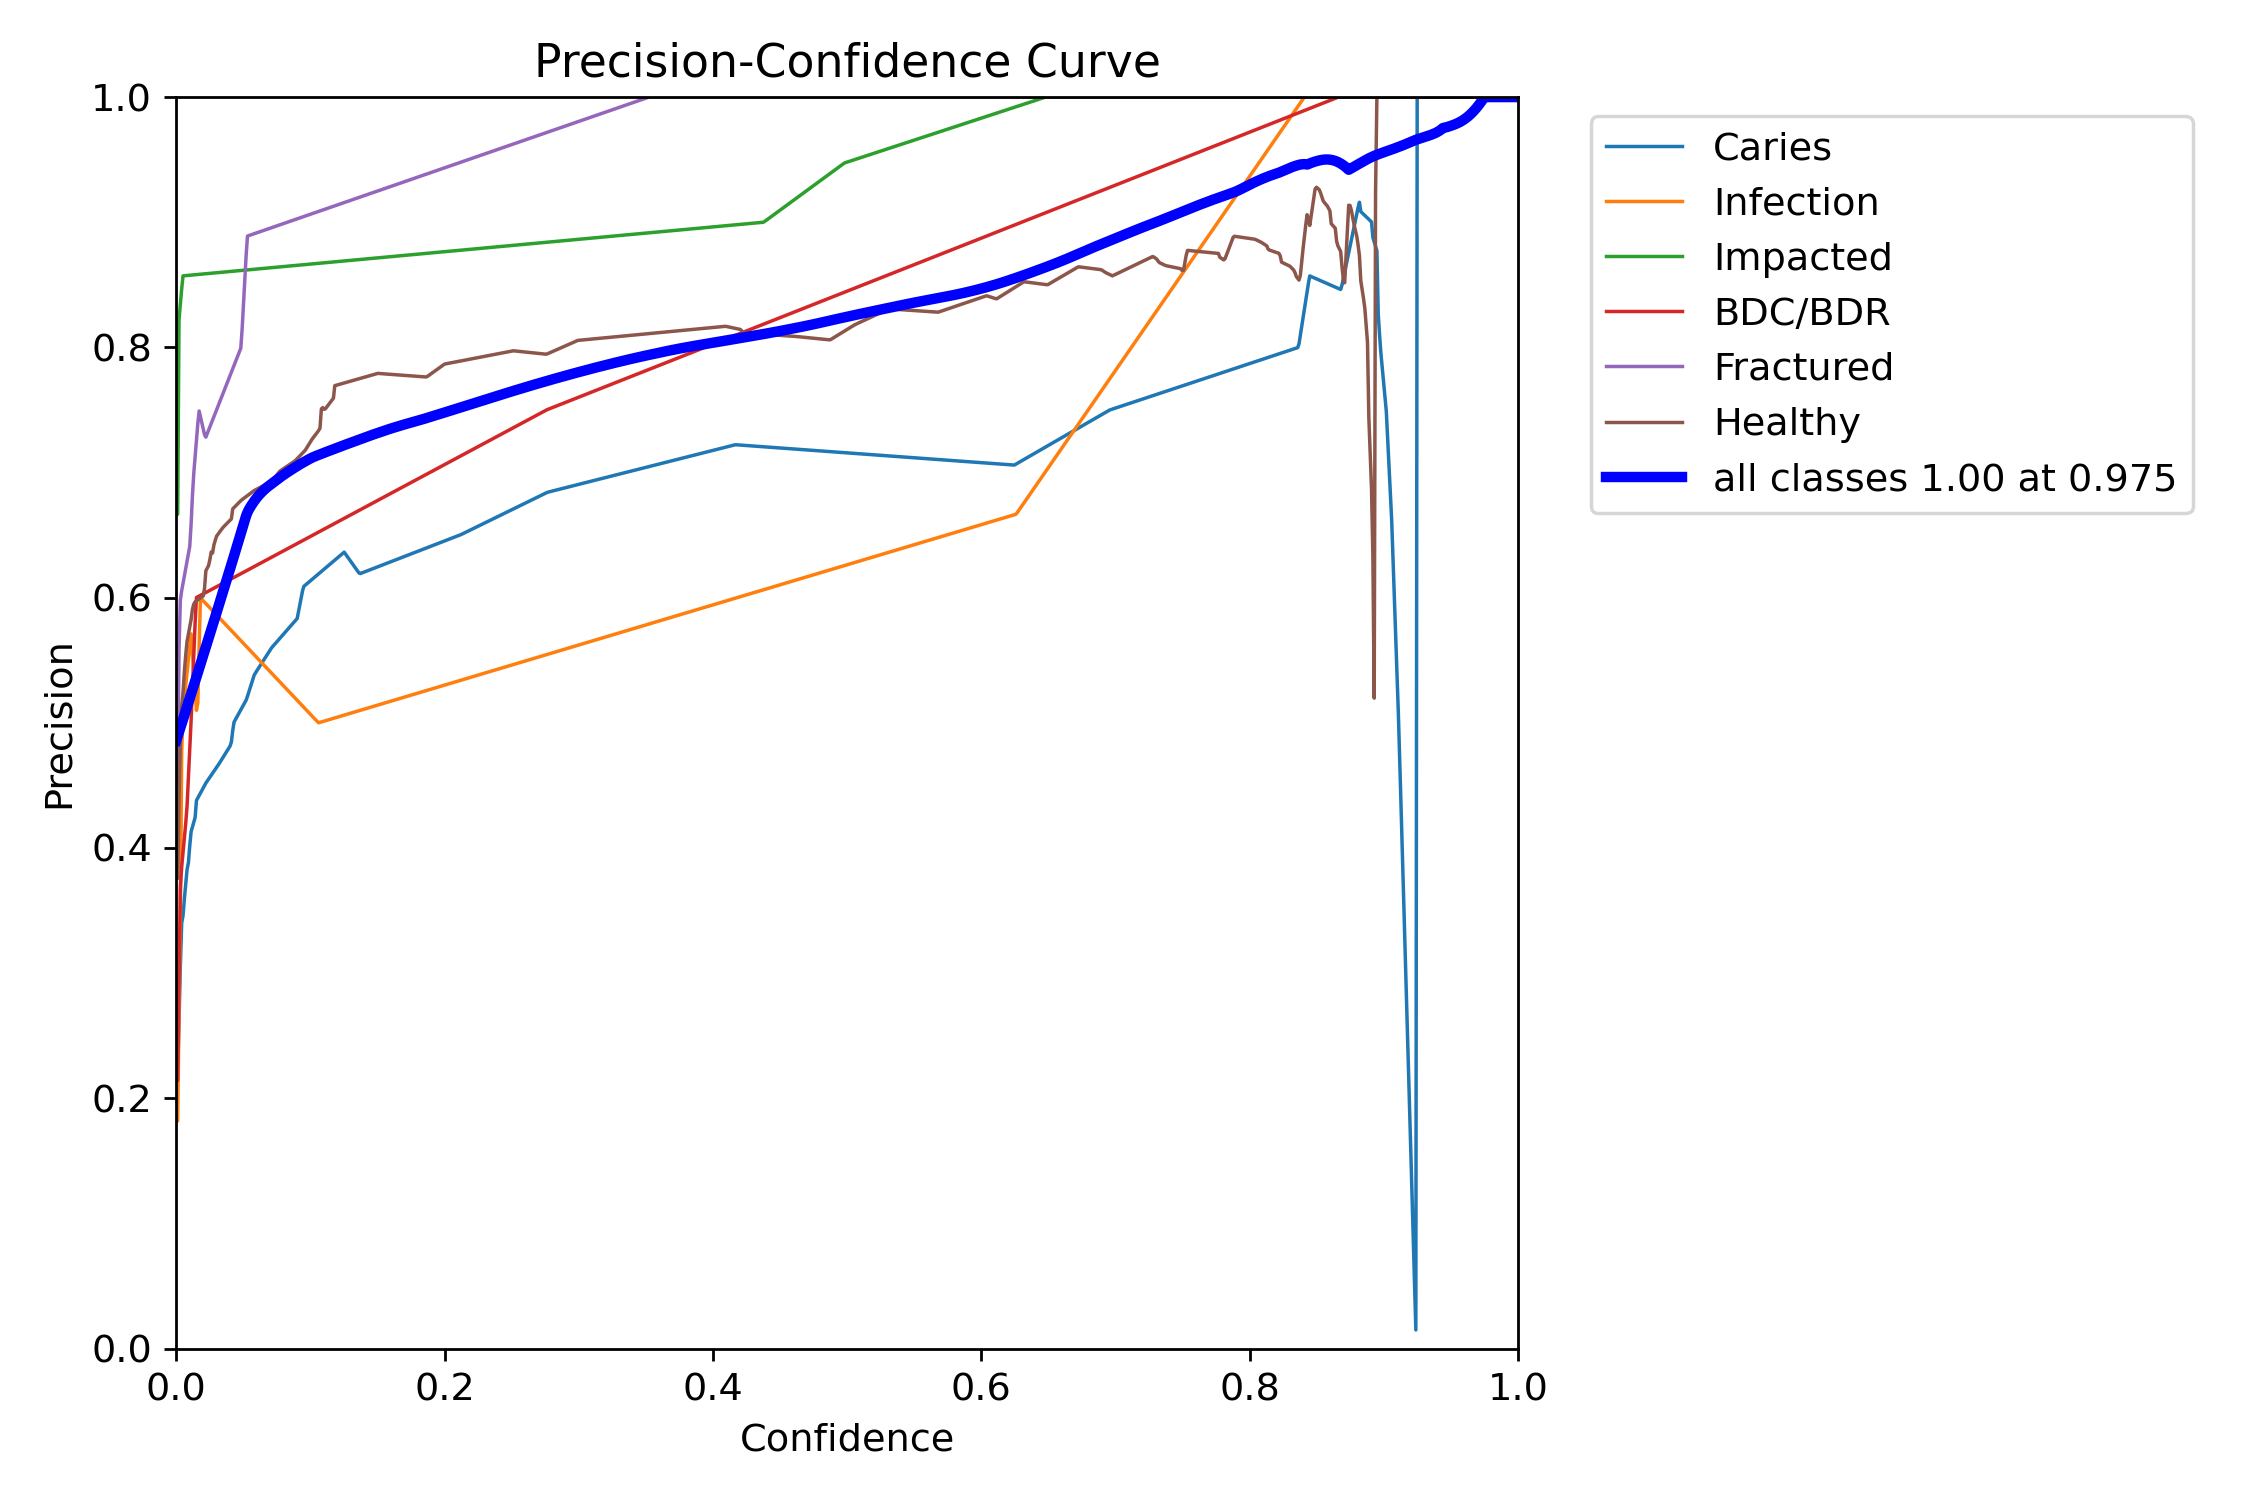 Precision-Confidence Curve
1.0
0.8
0.6
0.4
0.2
0.0
Precision
0.0 0.2 0.4 0.6 0.8 1.0
Confidence
Caries
Infection
Impacted
BDC/BDR
Fractured
Healthy
all classes 1.00 at 0.975